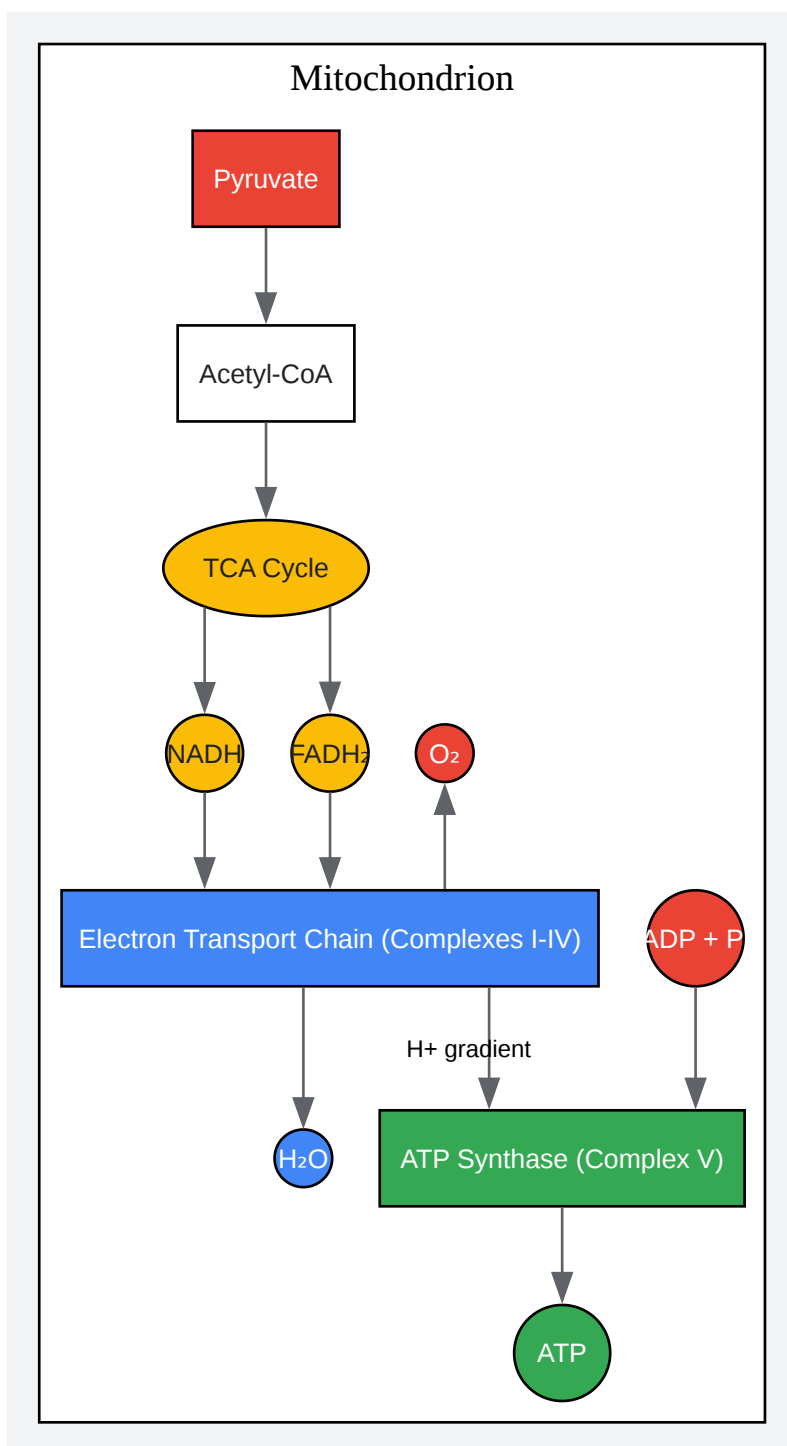 Mitochondrion
Pyruvate
Acetyl-CoA
TCA Cycle
NADH
FADH₂
O₂
Electron Transport Chain (Complexes I-IV)
ADP + P
H+ gradient
H₂O
ATP Synthase (Complex V)
ATP